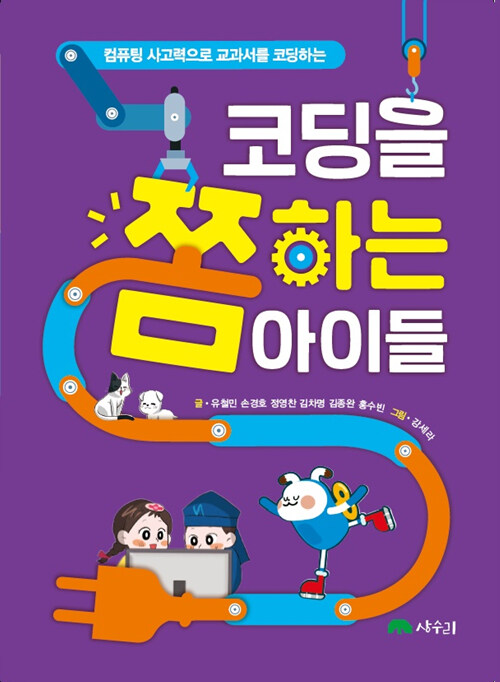 컴퓨팅 사고력으로 교과서를 코딩하는
코딩을
쫌 하는
아이들
글 · 유철민 손경호 정영찬 김차명 김종완 홍수빈 그림 · 강세라
상수리